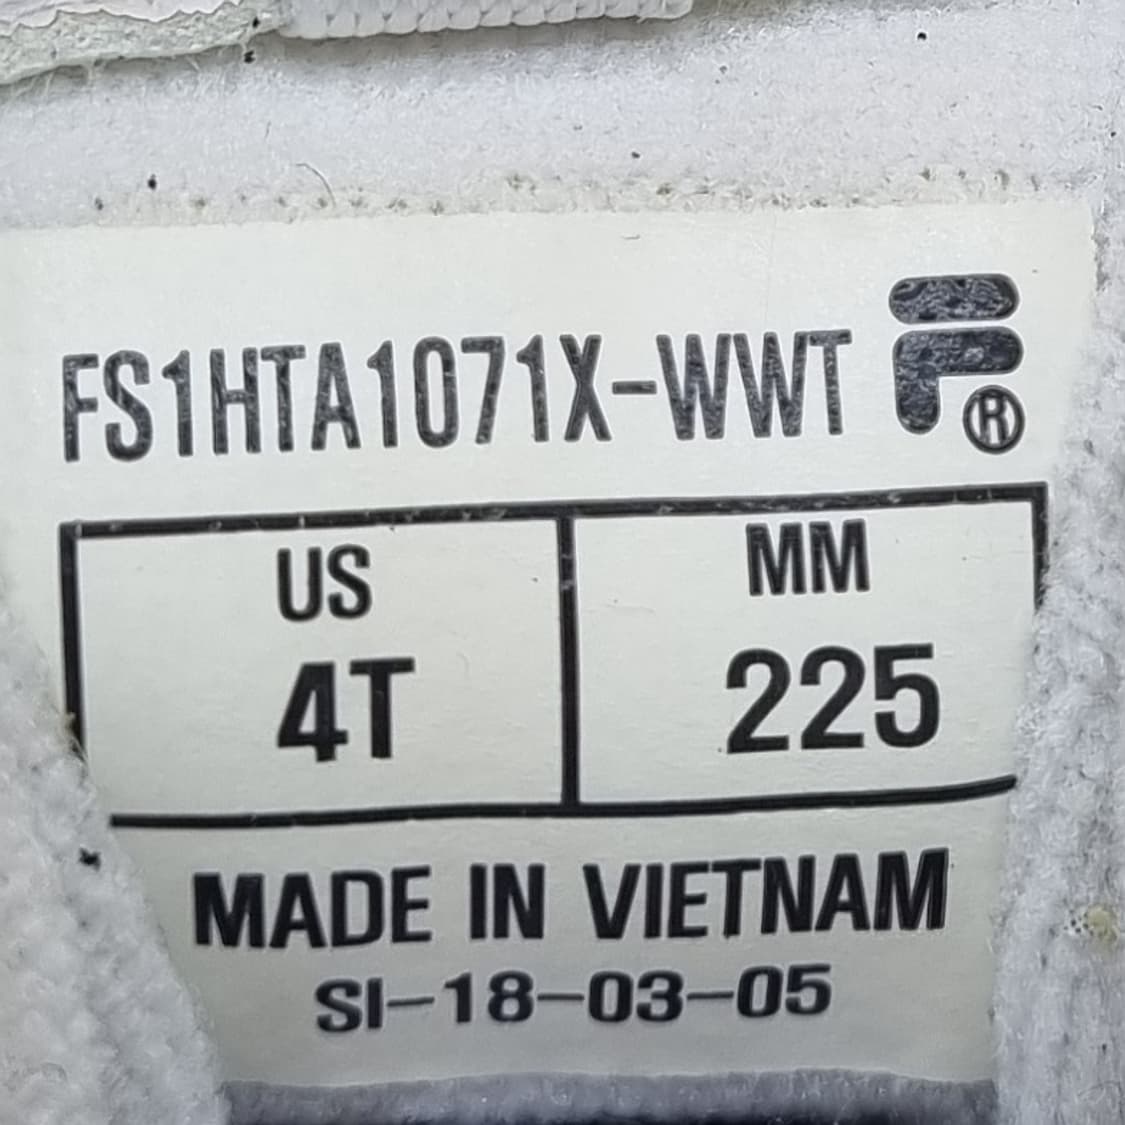 FS1HTA1071X-WWT
®
US MM
4T 225
MADE IN VIETNAM
SI-18-03-05